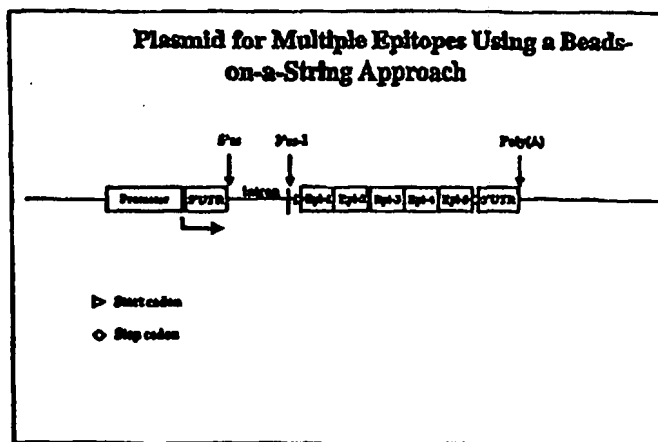 Plasmid for Multiple Epitopes Using a Beads-
on-a-String Approach
5'ss 3'ss-1 Poly(A)
Promoter 5'UTR intron Epi-1 Epi-2 Epi-3 Epi-4 Epi-5 3'UTR
Start codon
Stop codon